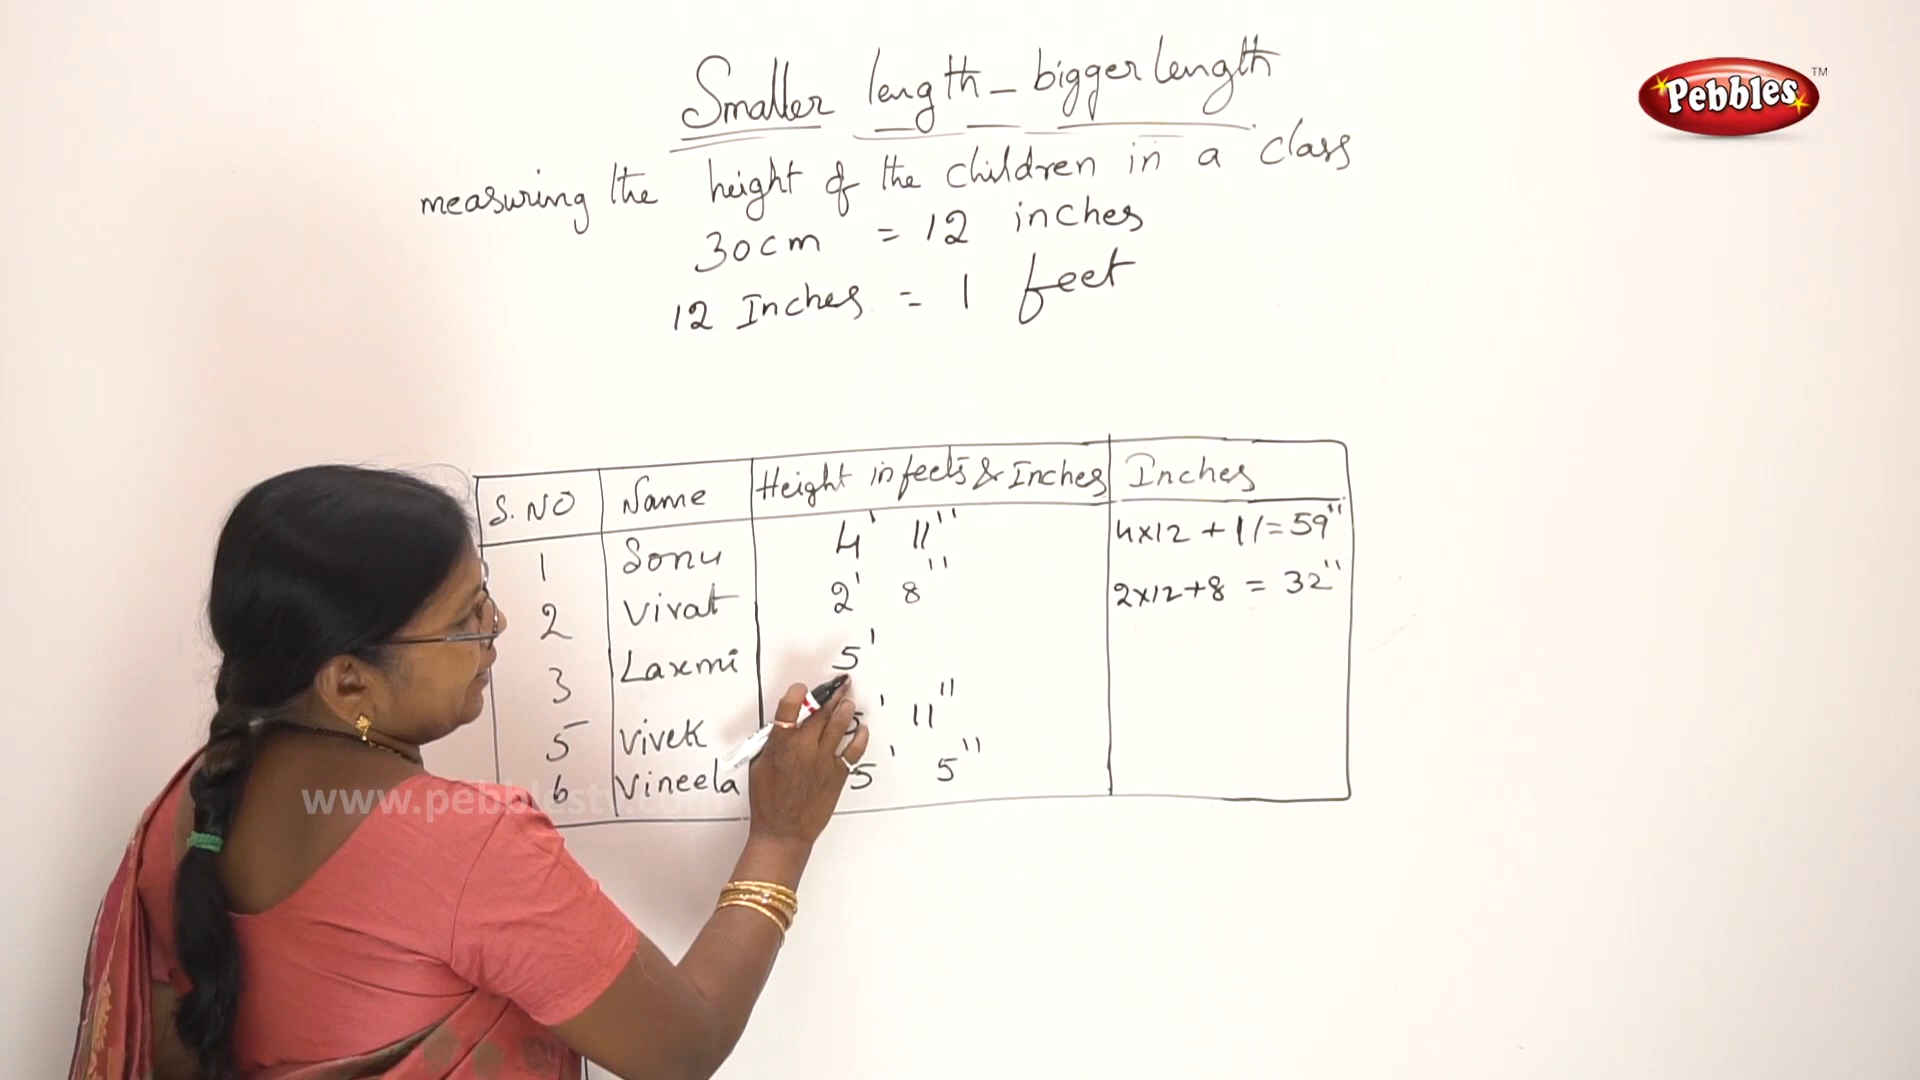 Smaller length - bigger length
Pebbles TM
measuring the height of the children in a class
30cm = 12 inches
12 Inches = 1 feet
S. NO Name Height in feets & Inches Inches
1 Sonu 4' 11" 4x12 + 11 = 59"
2 Virat 2' 8" 2x12+8 = 32"
3 Laxmi 5'
5 Vivek 5' 11"
6 Vineela 5' 5"